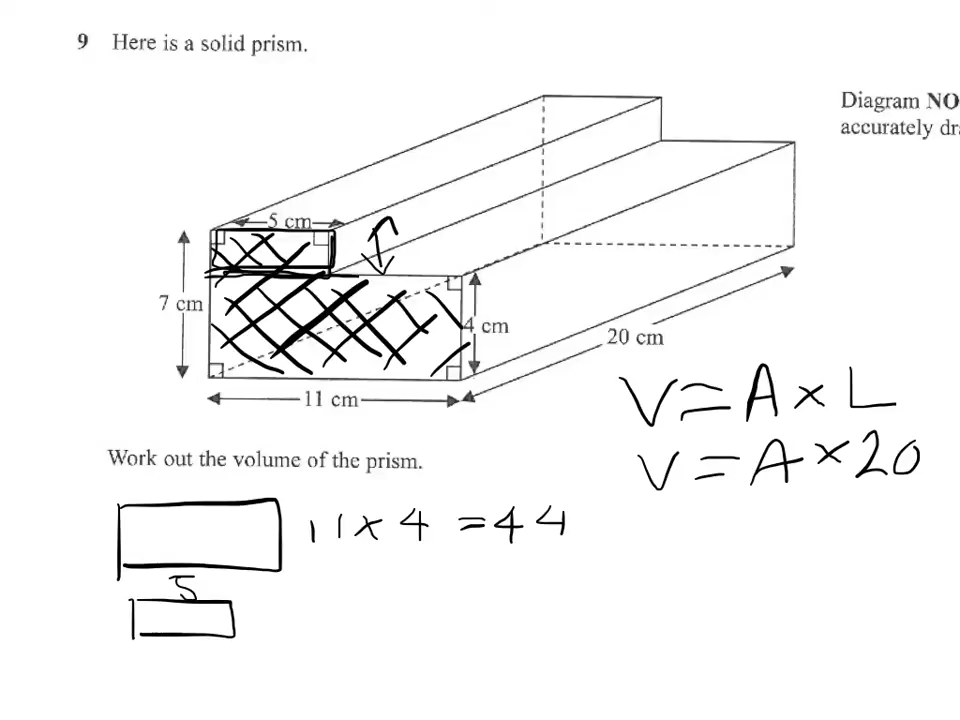 9 Here is a solid prism.
Diagram NO
accurately dra
5 cm
7 cm
4 cm
20 cm
11 cm
V = A × L
V = A × 20
Work out the volume of the prism.
11 × 4 = 44
5